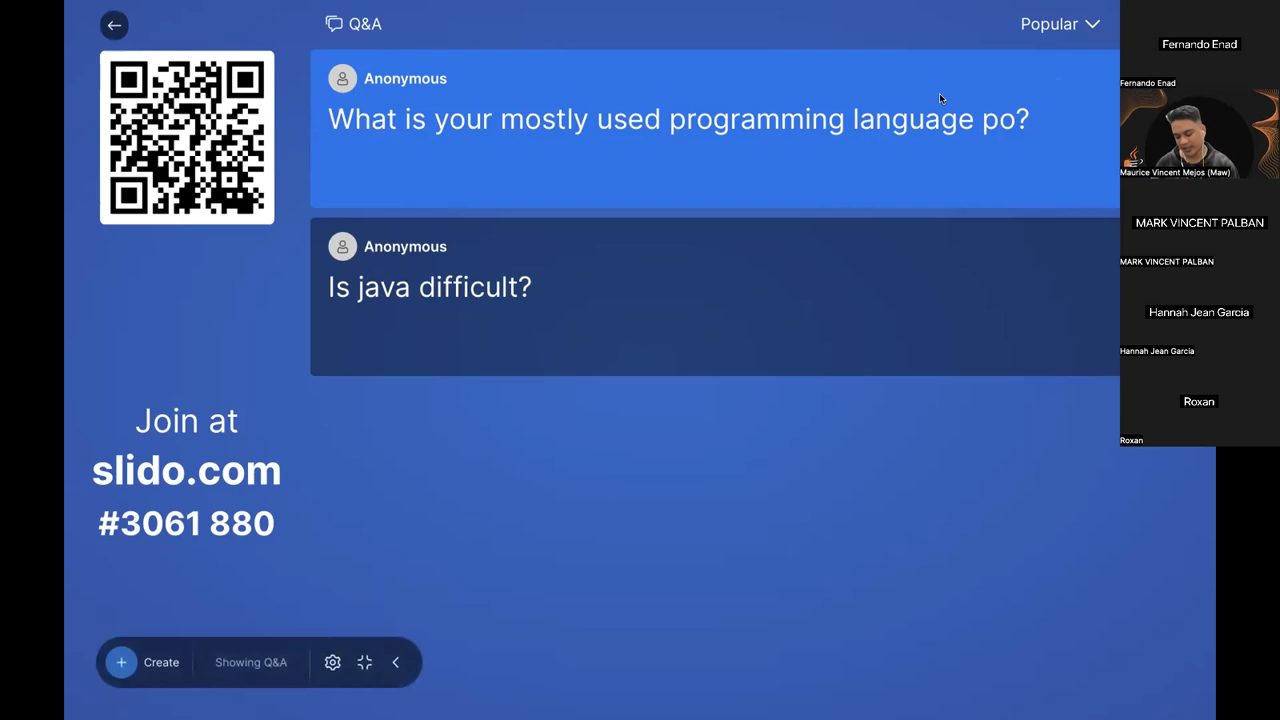 Q&A
Popular
Anonymous
What is your mostly used programming language po?
Anonymous
Is java difficult?
Join at
slido.com
#3061 880
Create
Showing Q&A
Fernando Enad
Fernando Enad
Maurice Vincent Mejos (Maw)
MARK VINCENT PALBAN
MARK VINCENT PALBAN
Hannah Jean Garcia
Hannah Jean Garcia
Roxan
Roxan